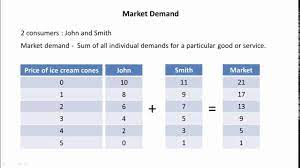 Market Demand
2 consumers : John and Smith
Market demand - Sum of all individual demands for a particular good or service.
Price of ice cream cones John Smith Market
0 10 11 21
1 8 9 17
2 6 + 7 = 13
3 4 5 9
4 2 3 5
5 0 1 1